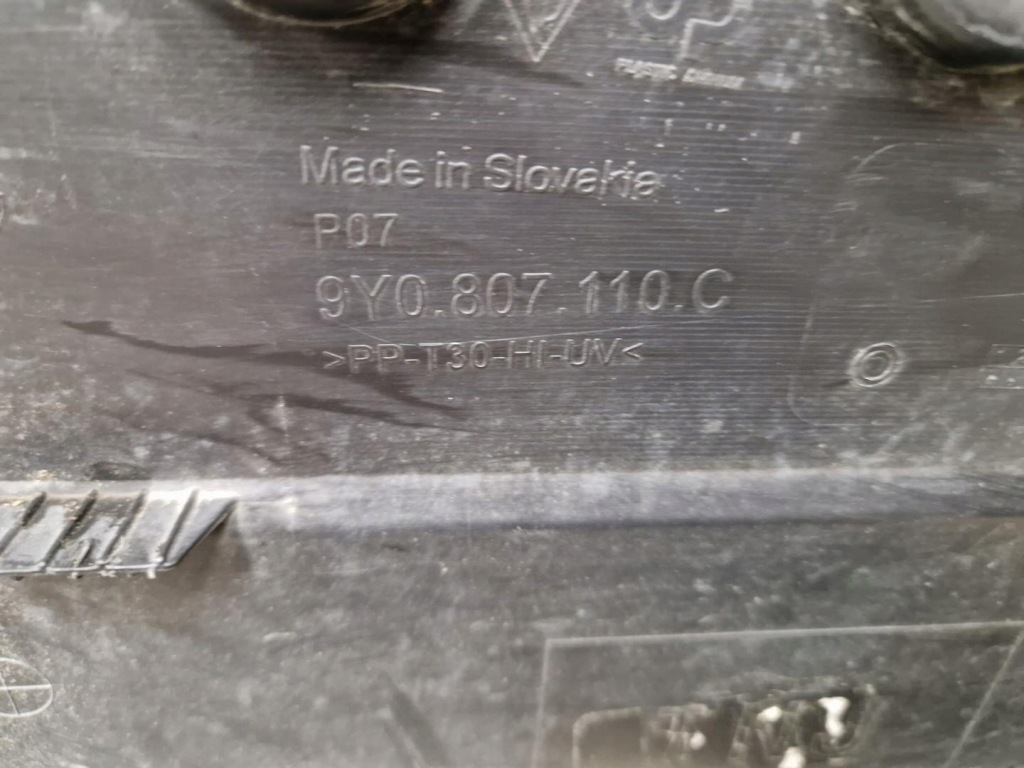 Made in Slovakia
P07
9Y0.807.110.C
>PP-T30-HI-UV<